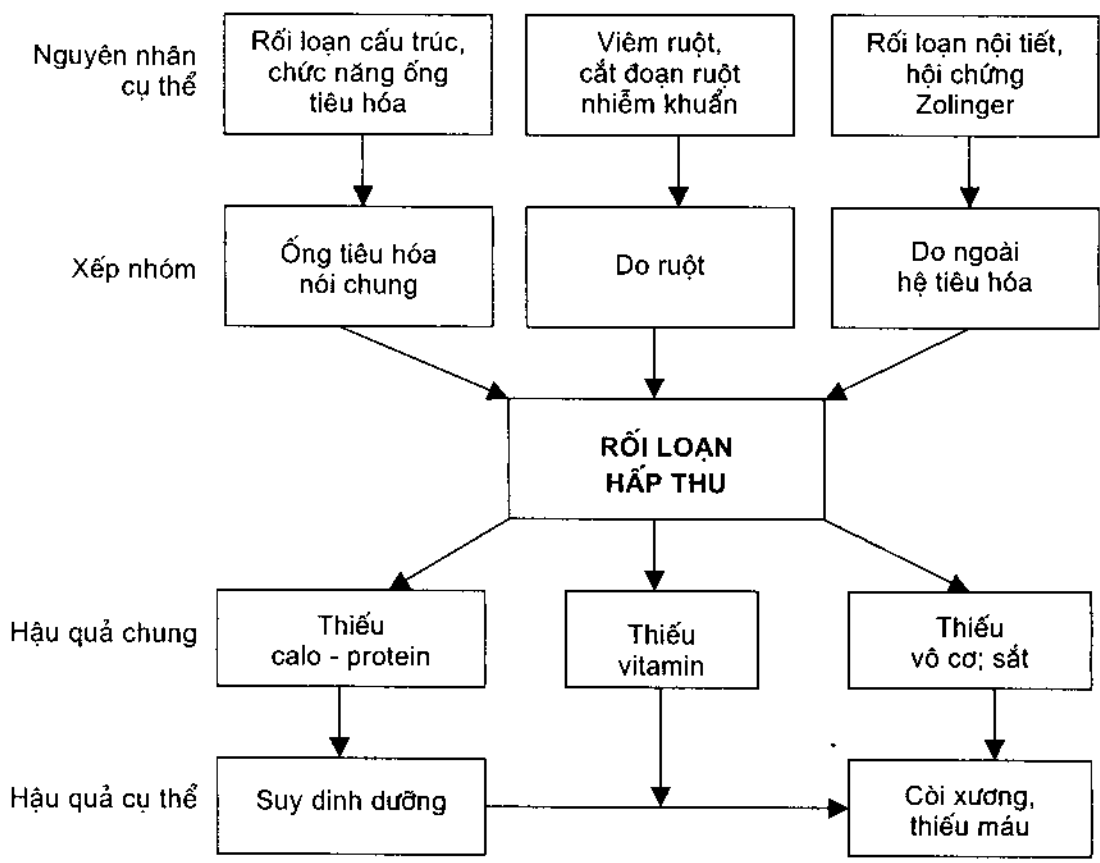 Nguyên nhân
cụ thể
Rối loạn cấu trúc,
chức năng ống
tiêu hóa
Viêm ruột,
cắt đoạn ruột
nhiễm khuẩn
Rối loạn nội tiết,
hội chứng
Zolinger
Xếp nhóm
Ống tiêu hóa
nói chung
Do ruột
Do ngoài
hệ tiêu hóa
RỐI LOẠN
HẤP THU
Hậu quả chung
Thiếu
calo - protein
Thiếu
vitamin
Thiếu
vô cơ; sắt
Hậu quả cụ thể
Suy dinh dưỡng
Còi xương,
thiếu máu